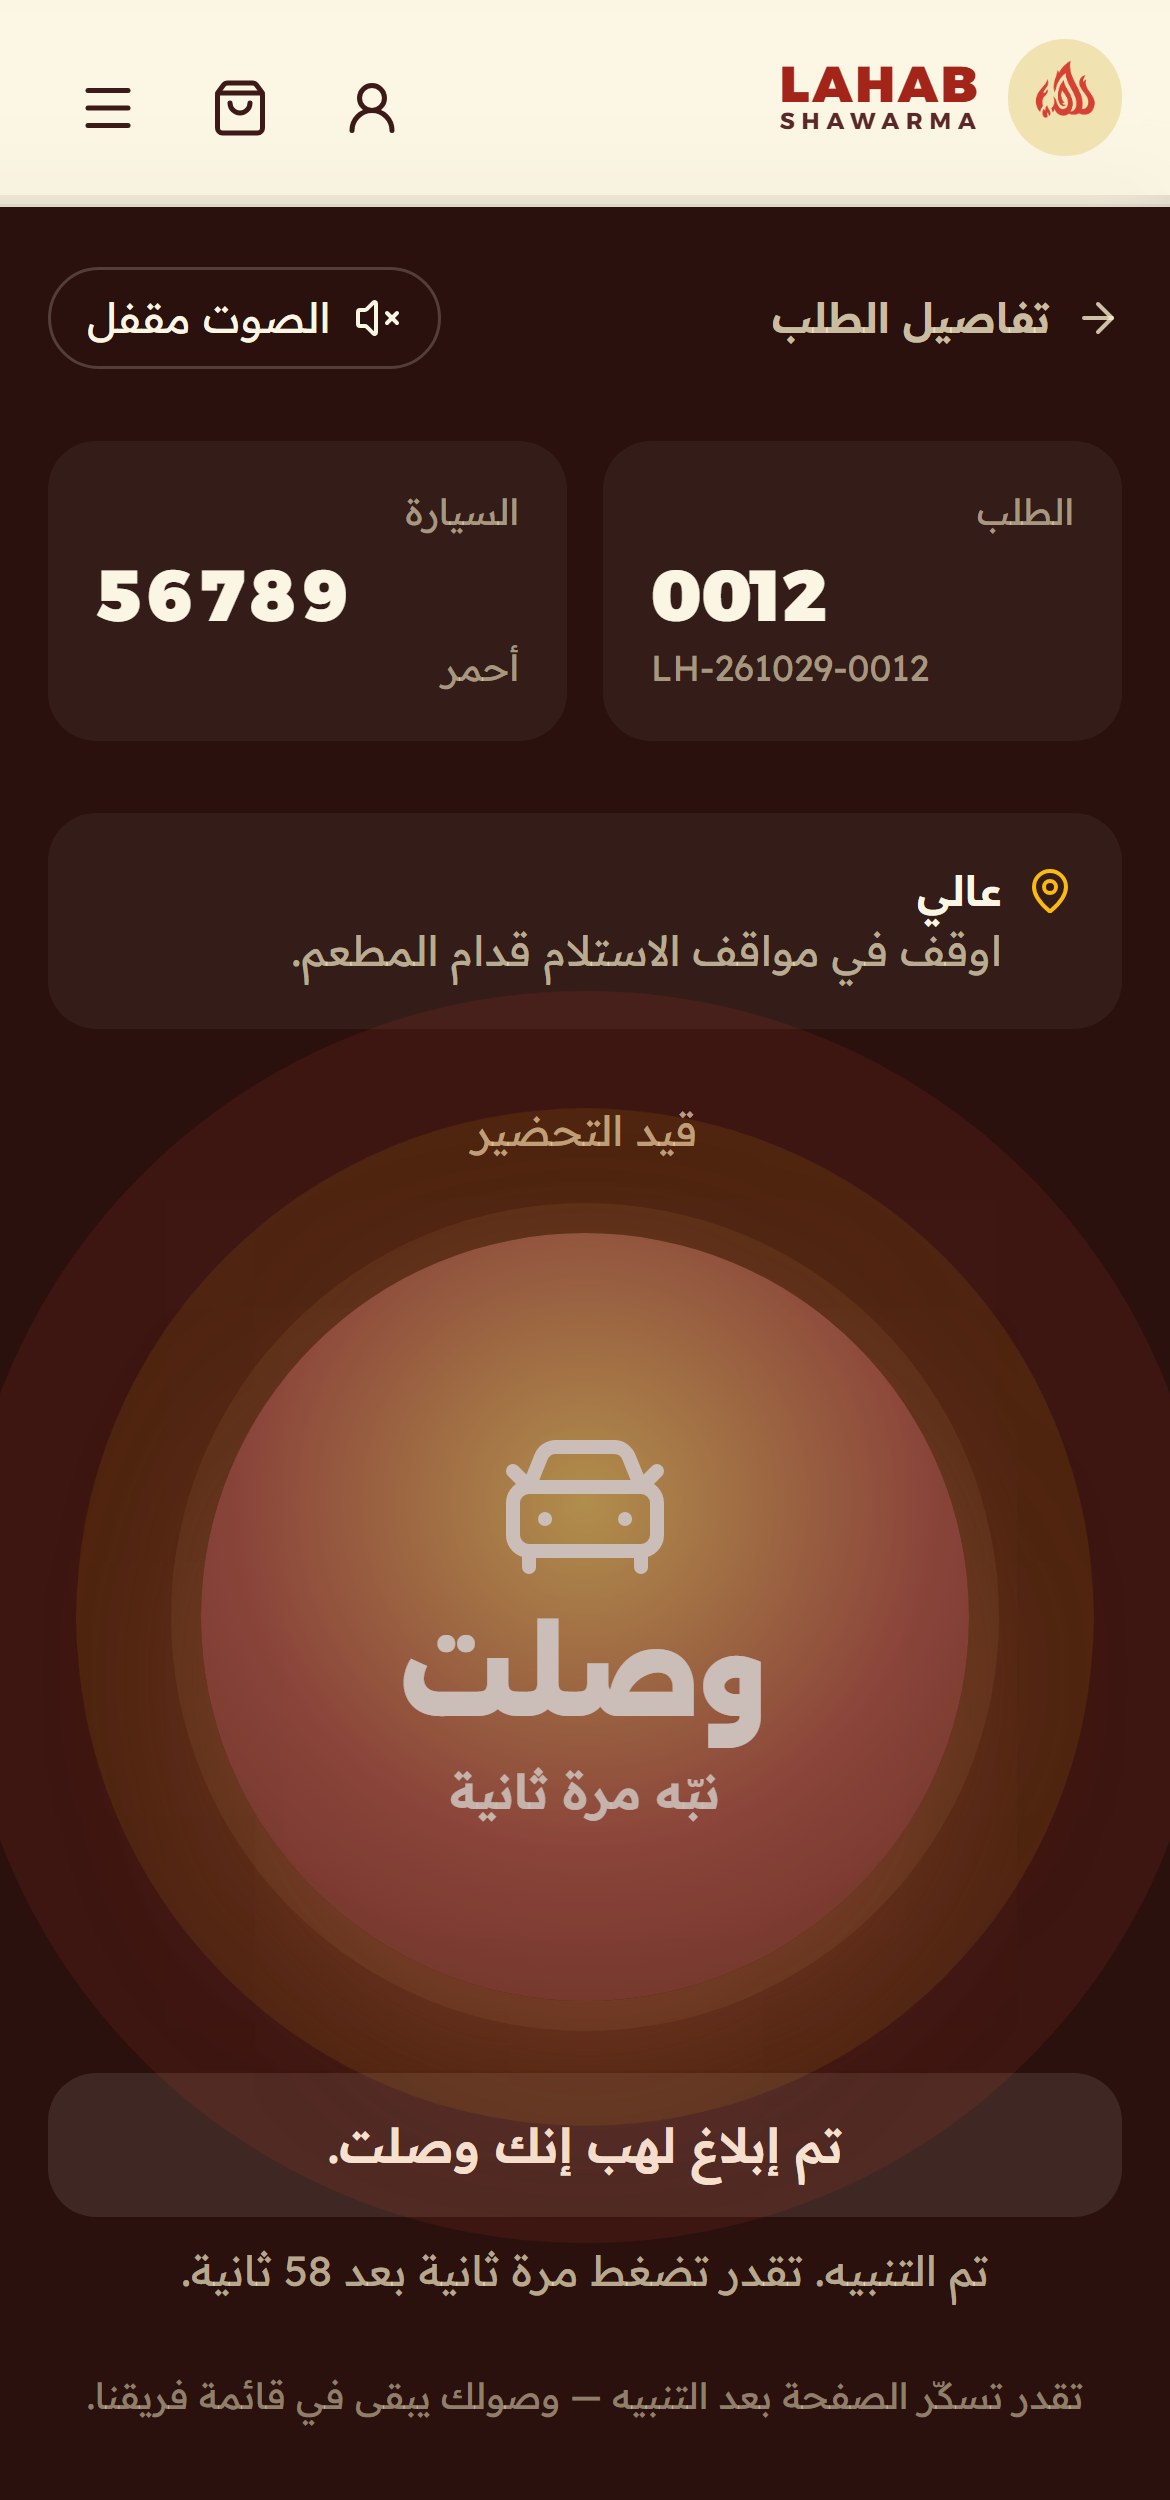 LAHAB
SHAWARMA
تفاصيل الطلب
الصوت مقفل
الطلب
0012
LH-261029-0012
السيارة
56789
أحمر
عالي
اوقف في مواقف الاستلام قدام المطعم.
قيد التحضير
وصلت
نبّه مرة ثانية
تم إبلاغ لهب إنك وصلت.
تم التنبيه. تقدر تضغط مرة ثانية بعد 58 ثانية.
تقدر تسكّر الصفحة بعد التنبيه — وصولك يبقى في قائمة فريقنا.